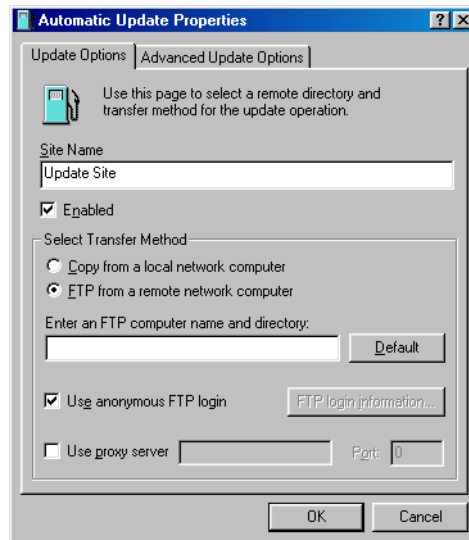 Automatic Update Properties
Update Options
Advanced Update Options
Use this page to select a remote directory and
transfer method for the update operation.
Site Name
Update Site
Enabled
Select Transfer Method
Copy from a local network computer
FTP from a remote network computer
Enter an FTP computer name and directory:
Default
Use anonymous FTP login
FTP login information...
Use proxy server
Port:
0
OK
Cancel